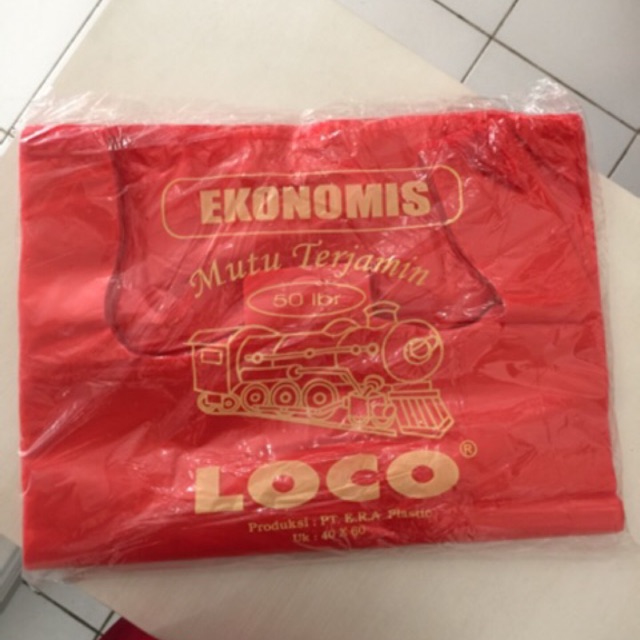 EKONOMIS
Mutu Terjamin
50 lbr
LOCO®
Produksi : PT. E.R.A Plastic
Uk : 40 X 60